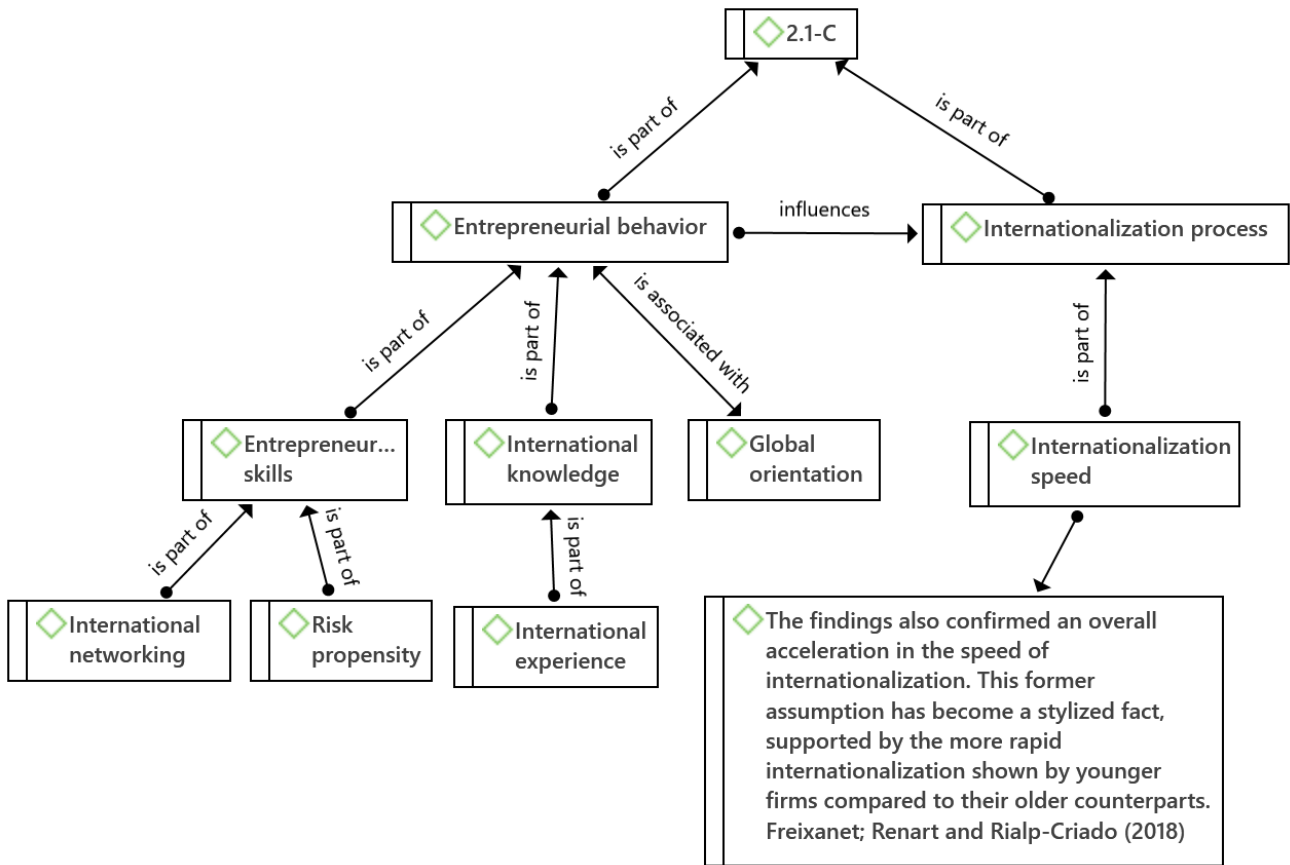 2.1-C
is part of
is part of
Entrepreneurial behavior
influences
Internationalization process
is part of
is part of
is associated with
is part of
Entrepreneur...
skills
International
knowledge
Global
orientation
Internationalization
speed
is part of
is part of
is part of
International
networking
Risk
propensity
International
experience
The findings also confirmed an overall
acceleration in the speed of
internationalization. This former
assumption has become a stylized fact,
supported by the more rapid
internationalization shown by younger
firms compared to their older counterparts.
Freixanet; Renart and Rialp-Criado (2018)